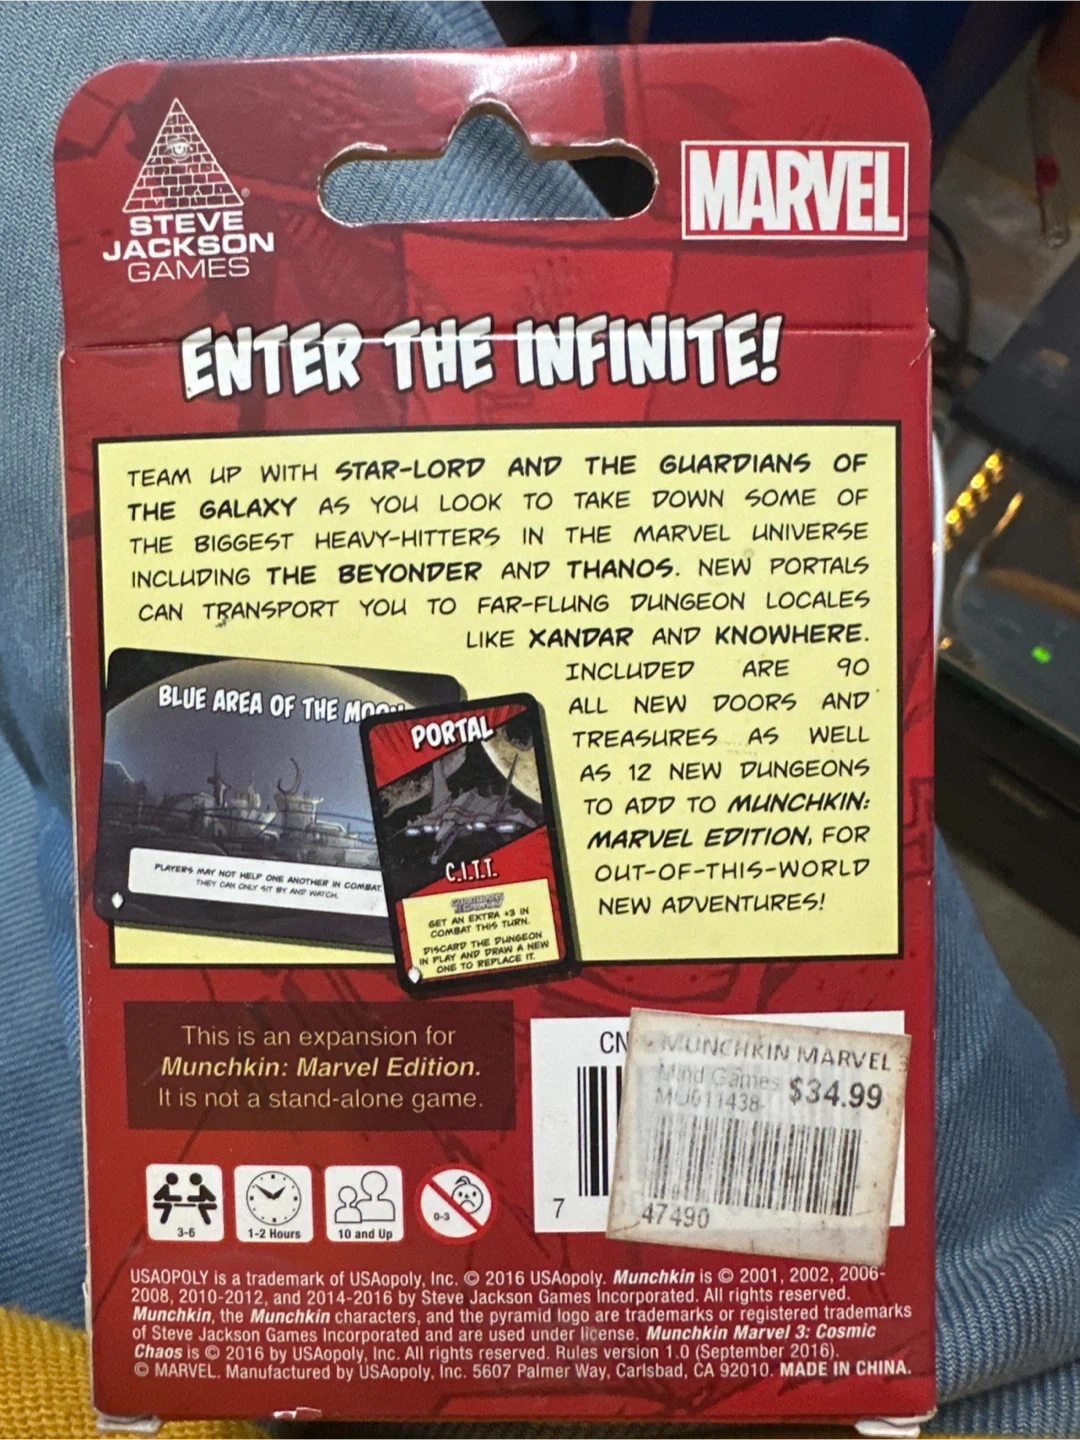 STEVE
JACKSON
GAMES
MARVEL
ENTER THE INFINITE!
TEAM UP WITH STAR-LORD AND THE GUARDIANS OF
THE GALAXY AS YOU LOOK TO TAKE DOWN SOME OF
THE BIGGEST HEAVY-HITTERS IN THE MARVEL UNIVERSE
INCLUDING THE BEYONDER AND THANOS. NEW PORTALS
CAN TRANSPORT YOU TO FAR-FLUNG DUNGEON LOCALES
LIKE XANDAR AND KNOWHERE.
INCLUDED ARE 90
ALL NEW DOORS AND
TREASURES AS WELL
AS 12 NEW DUNGEONS
TO ADD TO MUNCHKIN:
MARVEL EDITION, FOR
OUT-OF-THIS-WORLD
NEW ADVENTURES!
BLUE AREA OF THE MOON
PLAYERS MAY NOT HELP ONE ANOTHER IN COMBAT.
THEY CAN ONLY SIT BY AND WATCH.
PORTAL
C.I.T.T.
GET AN EXTRA +3 IN
COMBAT THIS TURN.
DISCARD THE DUNGEON
IN PLAY AND DRAW A NEW
ONE TO REPLACE IT.
This is an expansion for
Munchkin: Marvel Edition.
It is not a stand-alone game.
CN
MUNCHKIN MARVEL 3
Mind Games $34.99
MU011438
47490
7
3-6
1-2 Hours
10 and Up
0-3
USAOPOLY is a trademark of USAopoly, Inc. © 2016 USAopoly. Munchkin is © 2001, 2002, 2006-
2008, 2010-2012, and 2014-2016 by Steve Jackson Games Incorporated. All rights reserved.
Munchkin, the Munchkin characters, and the pyramid logo are trademarks or registered trademarks
of Steve Jackson Games Incorporated and are used under license. Munchkin Marvel 3: Cosmic
Chaos is © 2016 by USAopoly, Inc. All rights reserved. Rules version 1.0 (September 2016).
© MARVEL. Manufactured by USAopoly, Inc. 5607 Palmer Way, Carlsbad, CA 92010. MADE IN CHINA.